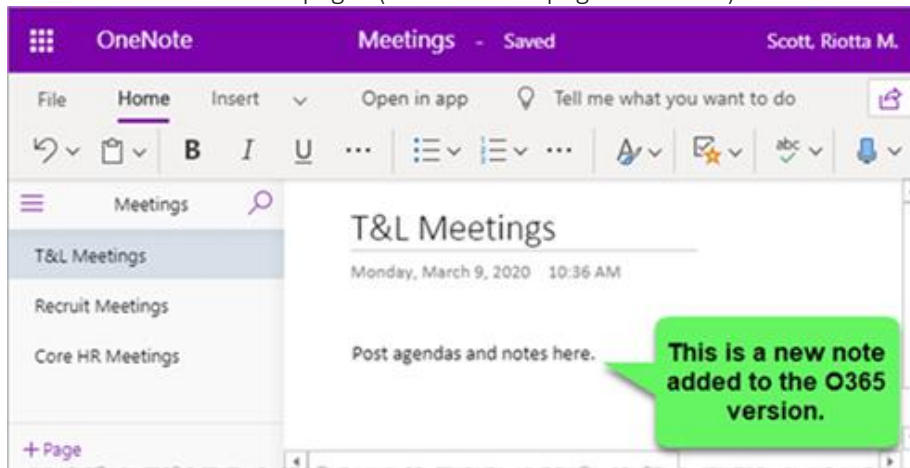 OneNote Meetings - Saved Scott, Riotta M.
File Home Insert Open in app Tell me what you want to do
B I U ... ... abc
Meetings
T&L Meetings
Recruit Meetings
Core HR Meetings
+ Page
T&L Meetings
Monday, March 9, 2020 10:36 AM
Post agendas and notes here.
This is a new note
added to the O365
version.